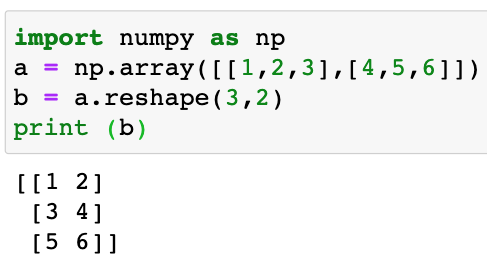 import numpy as np
a = np.array([[1,2,3],[4,5,6]])
b = a.reshape(3,2)
print (b)
[[1 2]
 [3 4]
 [5 6]]